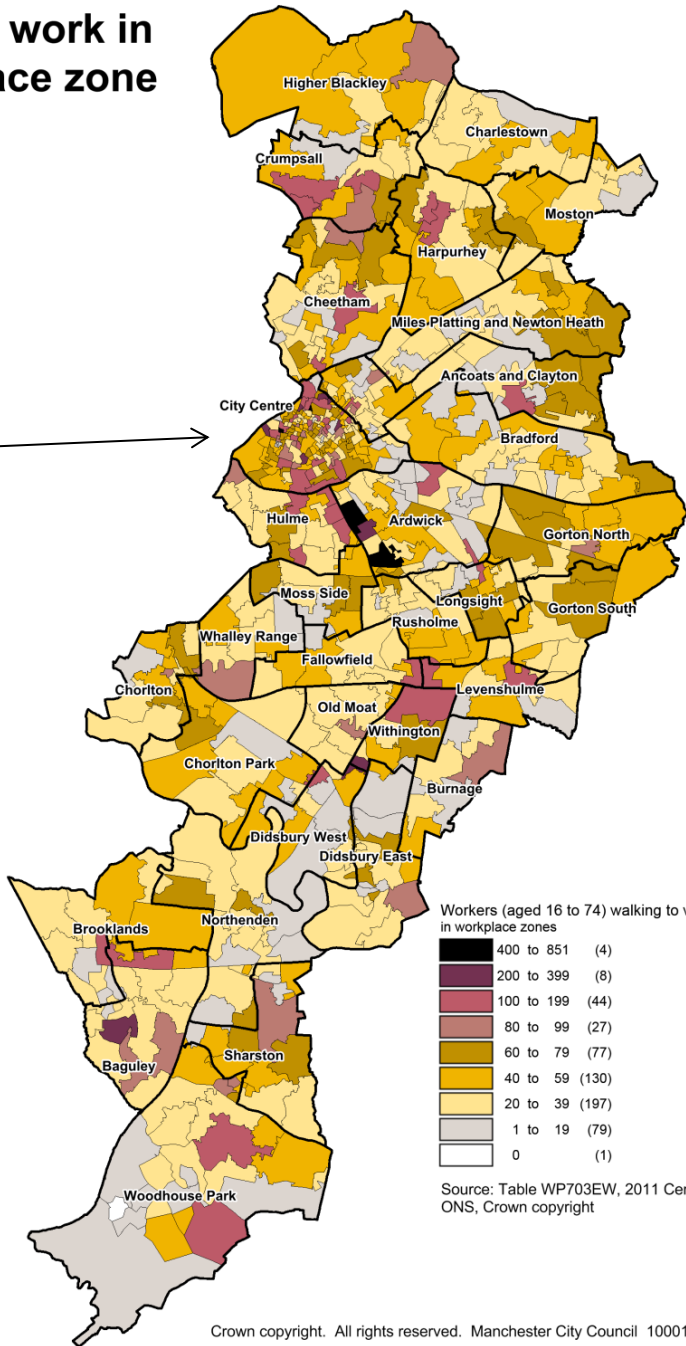 work in
ace zone
Higher Blackley
Charlestown
Crumpsall
Moston
Harpurhey
Cheetham
Miles Platting and Newton Heath
Ancoats and Clayton
City Centre
Bradford
Hulme
Ardwick
Gorton North
Moss Side
Longsight
Gorton South
Rusholme
Whalley Range
Fallowfield
Chorlton
Levenshulme
Old Moat
Withington
Chorlton Park
Burnage
Didsbury West
Didsbury East
Brooklands
Northenden
Baguley
Sharston
Woodhouse Park
Workers (aged 16 to 74) walking to
in workplace zones
400 to 851 (4)
200 to 399 (8)
100 to 199 (44)
80 to 99 (27)
60 to 79 (77)
40 to 59 (130)
20 to 39 (197)
1 to 19 (79)
0 (1)
Source: Table WP703EW, 2011 Cen
ONS, Crown copyright
Crown copyright. All rights reserved. Manchester City Council 10001